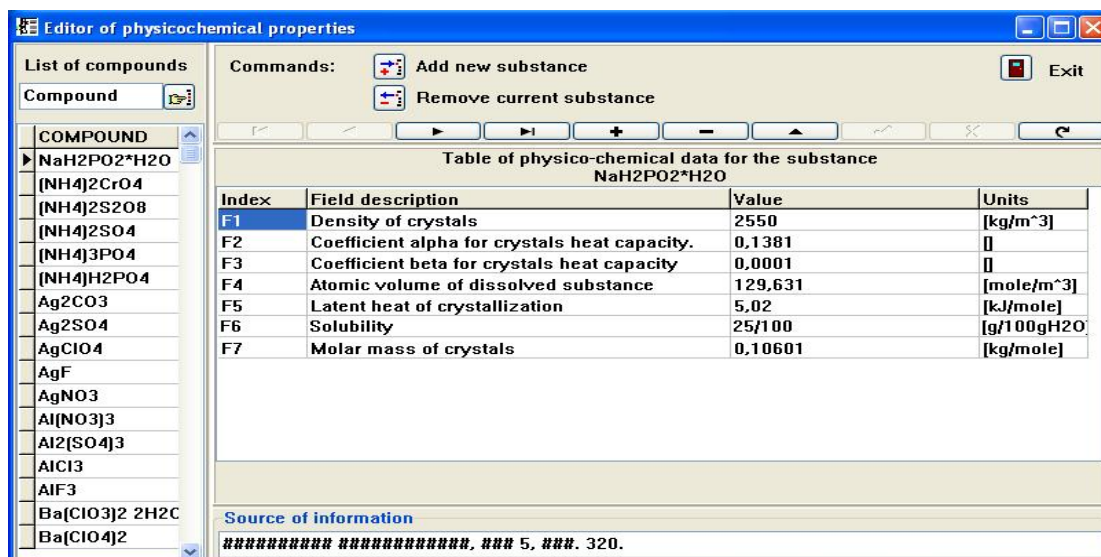 Editor of physicochemical properties
List of compounds
Compound
Commands:
Add new substance
Remove current substance
Exit
COMPOUND
NaH2PO2*H2O
(NH4)2CrO4
(NH4)2S2O8
(NH4)2SO4
(NH4)3PO4
(NH4)H2PO4
Ag2CO3
Ag2SO4
AgClO4
AgF
AgNO3
Al(NO3)3
Al2(SO4)3
AlCl3
AlF3
Ba(ClO3)2 2H2O
Ba(ClO4)2
Table of physico-chemical data for the substance
NaH2PO2*H2O
Index Field description Value Units
F1 Density of crystals 2550 [kg/m^3]
F2 Coefficient alpha for crystals heat capacity. 0,1381 []
F3 Coefficient beta for crystals heat capacity 0,0001 []
F4 Atomic volume of dissolved substance 129,631 [mole/m^3]
F5 Latent heat of crystallization 5,02 [kJ/mole]
F6 Solubility 25/100 [g/100gH2O]
F7 Molar mass of crystals 0,10601 [kg/mole]
Source of information
########## ############, ### 5, ###. 320.